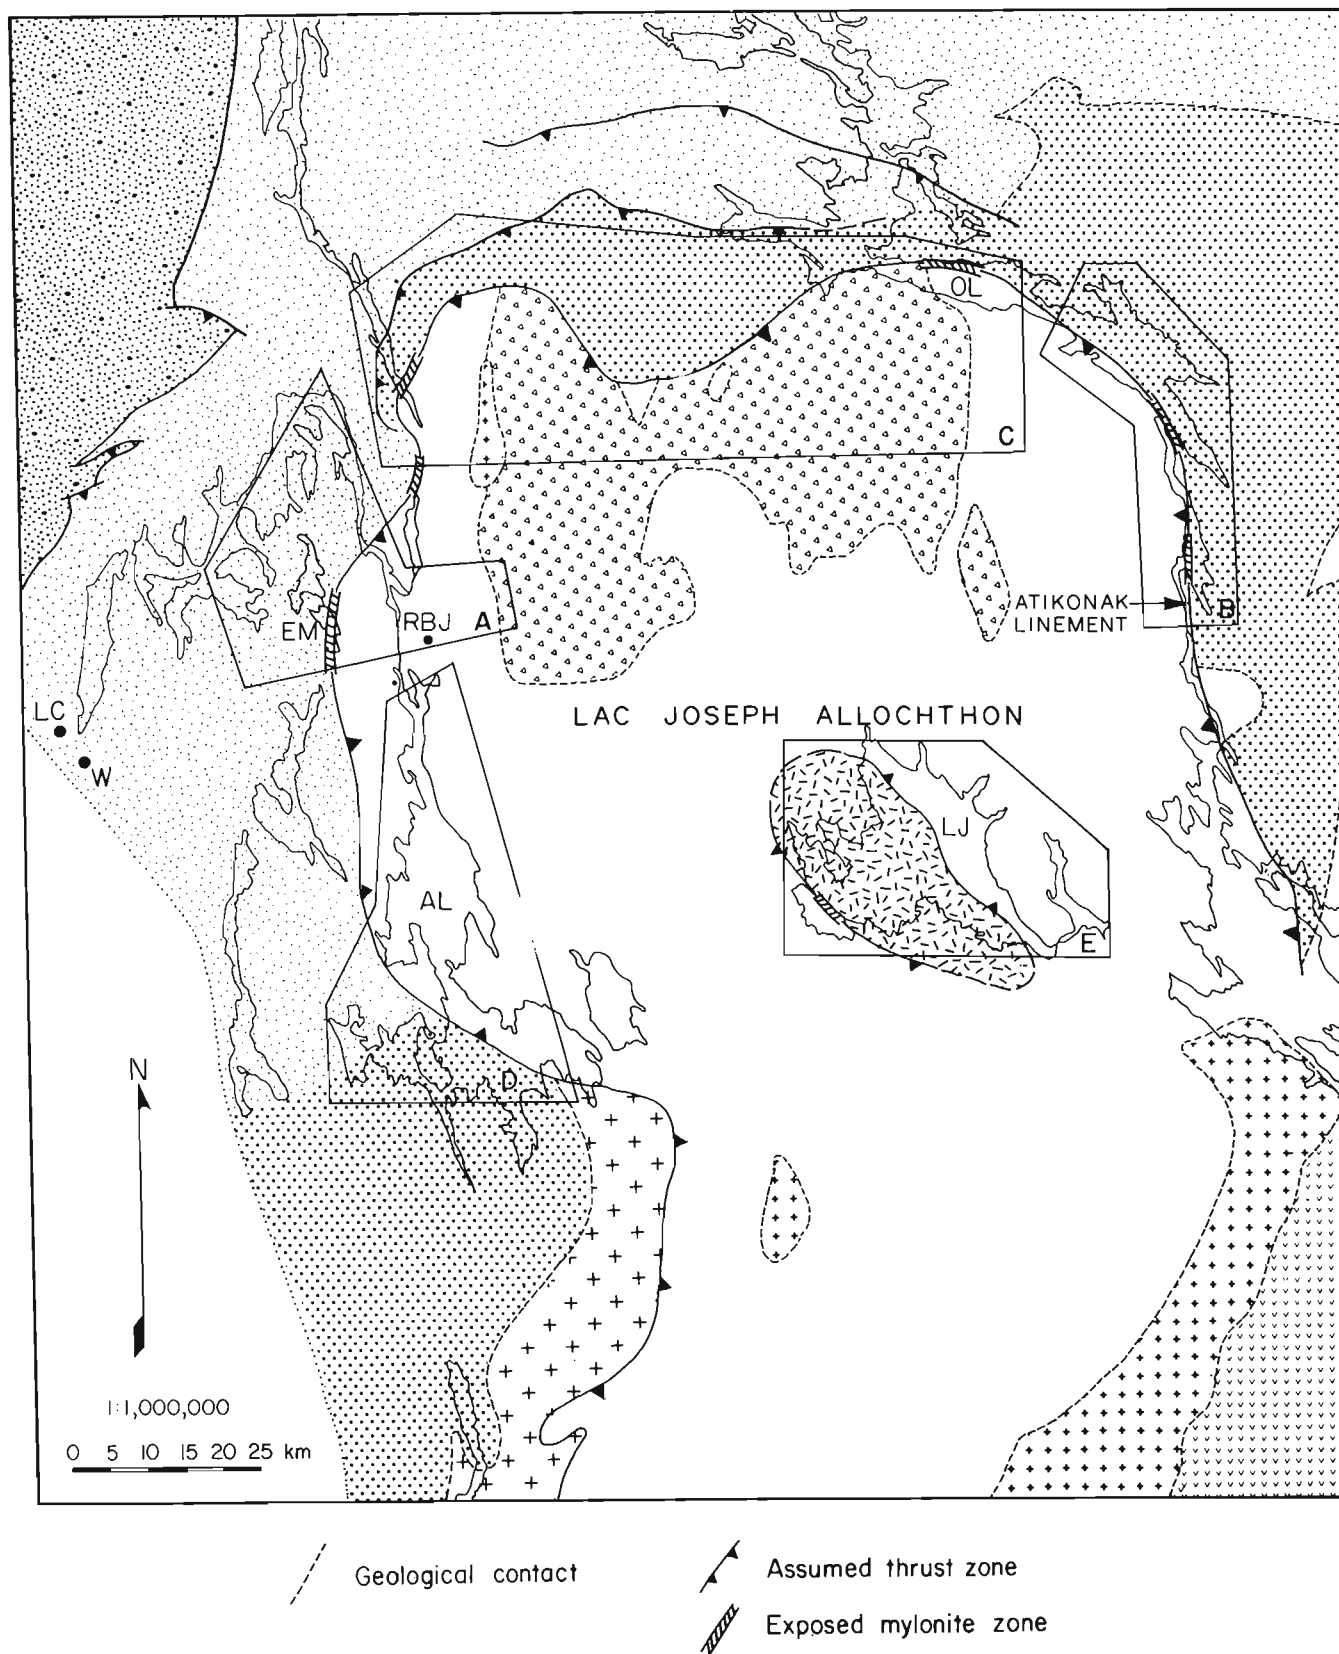 OL
C
ATIKONAK
LINEMENT
B
EM
RBJ
A
LC
W
LAC JOSEPH ALLOCHTHON
LJ
AL
E
D
N
1:1,000,000
0 5 10 15 20 25 km
Geological contact
Assumed thrust zone
Exposed mylonite zone